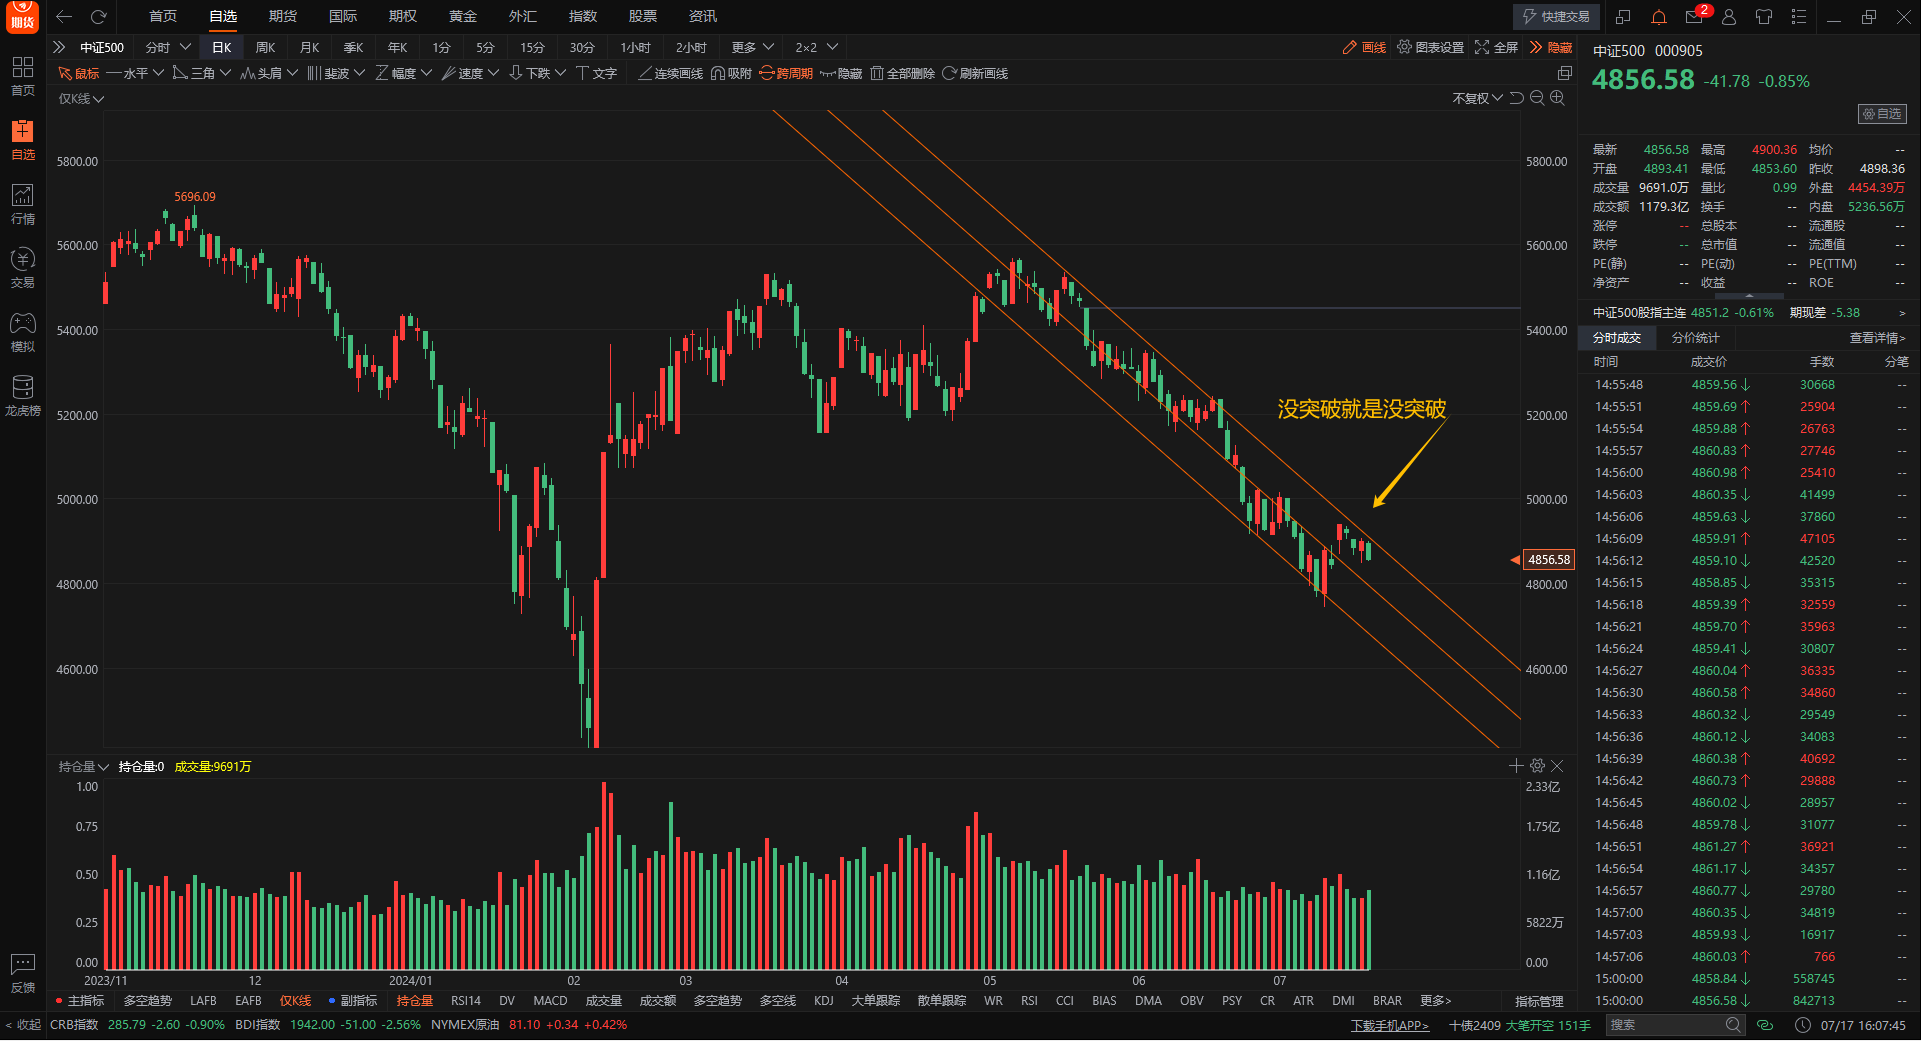 期货
首页 自选 期货 国际 期权 黄金 外汇 指数 股票 资讯
快捷交易
2
中证500 分时 日K 周K 月K 季K 年K 1分 5分 15分 30分 1小时 2小时 更多 2×2
画线 图表设置 全屏 隐藏
鼠标 水平 三角 头肩 斐波 幅度 速度 下跌 文字 连续画线 吸附 跨周期 隐藏 全部删除 刷新画线
首页
自选
行情
交易
模拟
龙虎榜
反馈
< 收起
仅K线
不复权
5800.00 5800.00
5696.09
5600.00 5600.00
5400.00 5400.00
没突破就是没突破
5200.00 5200.00
5000.00 5000.00
4856.58
4800.00 4800.00
4600.00 4600.00
持仓量 持仓量:0 成交量:9691万
1.00 2.33亿
0.75 1.75亿
0.50 1.16亿
0.25 5822万
0.00 0.00
2023/11 12 2024/01 02 03 04 05 06 07
主指标 多空趋势 LAFB EAFB 仅K线 副指标 持仓量 RSI14 DV MACD 成交量 成交额 多空趋势 多空线 KDJ 大单跟踪 散单跟踪 WR RSI CCI BIAS DMA OBV PSY CR ATR DMI BRAR 更多> 指标管理
中证500 000905
4856.58 -41.78 -0.85%
自选
最新 4856.58 最高 4900.36 均价 --
开盘 4893.41 最低 4853.60 昨收 4898.36
成交量 9691.0万 量比 0.99 外盘 4454.39万
成交额 1179.3亿 换手 -- 内盘 5236.56万
涨停 -- 总股本 -- 流通股 --
跌停 -- 总市值 -- 流通值 --
PE(静) -- PE(动) -- PE(TTM) --
净资产 -- 收益 -- ROE --
中证500股指主连 4851.2 -0.61% 期现差 -5.38 >
分时成交 分价统计 查看详情>
时间 成交价 手数 分笔
14:55:48 4859.56↓ 30668 --
14:55:51 4859.69↑ 25904 --
14:55:54 4859.88↑ 26763 --
14:55:57 4860.83↑ 27746 --
14:56:00 4860.98↑ 25410 --
14:56:03 4860.35↓ 41499 --
14:56:06 4859.63↓ 37860 --
14:56:09 4859.91↑ 47105 --
14:56:12 4859.10↓ 42520 --
14:56:15 4858.85↓ 35315 --
14:56:18 4859.39↑ 32559 --
14:56:21 4859.70↑ 35963 --
14:56:24 4859.41↓ 30807 --
14:56:27 4860.04↑ 36335 --
14:56:30 4860.58↑ 34860 --
14:56:33 4860.32↓ 29549 --
14:56:36 4860.12↓ 34083 --
14:56:39 4860.38↑ 40692 --
14:56:42 4860.73↑ 29888 --
14:56:45 4860.02↓ 28957 --
14:56:48 4859.78↓ 31077 --
14:56:51 4861.27↑ 36921 --
14:56:54 4861.17↓ 34357 --
14:56:57 4860.77↓ 29780 --
14:57:00 4860.35↓ 34819 --
14:57:03 4859.93↓ 16917 --
14:57:06 4860.03↑ 766 --
15:00:00 4858.84↓ 558745 --
15:00:00 4856.58↓ 842713 --
CRB指数 285.79 -2.60 -0.90% BDI指数 1942.00 -51.00 -2.56% NYMEX原油 81.10 +0.34 +0.42%
下载手机APP> 十债2409 大笔开空 151手 搜索 07/17 16:07:45